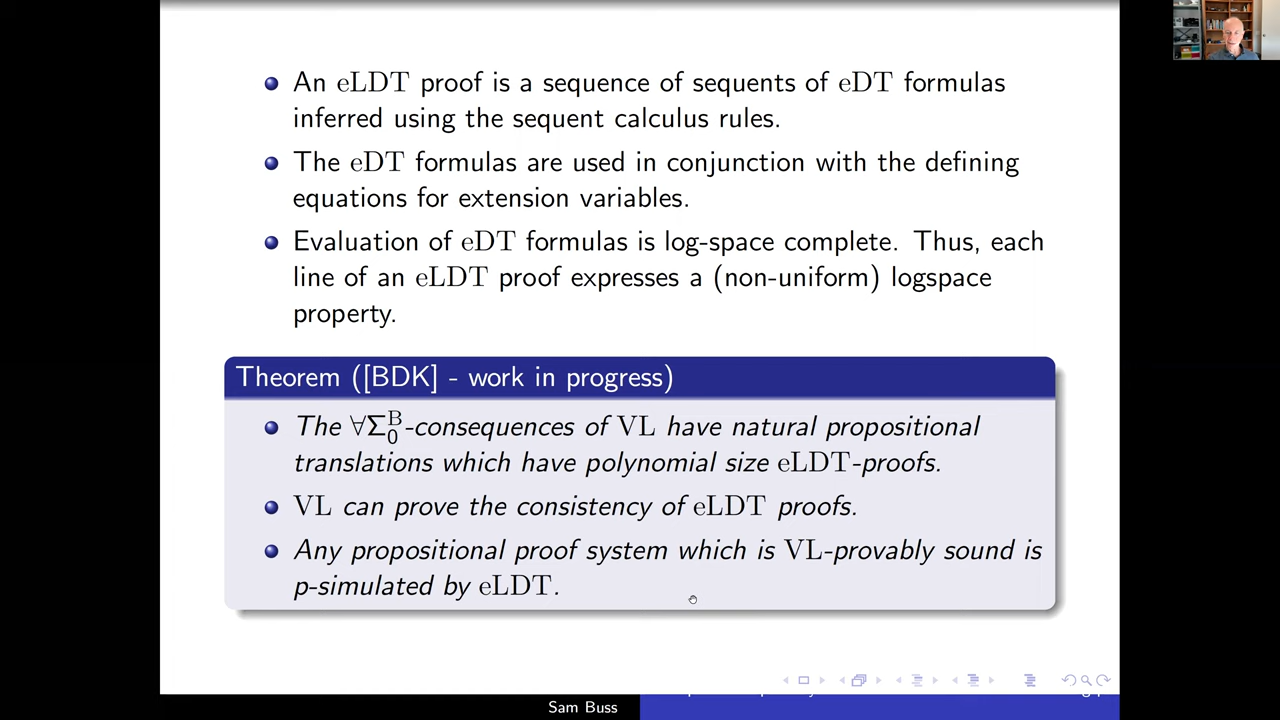 An eLDT proof is a sequence of sequents of eDT formulas
inferred using the sequent calculus rules.
The eDT formulas are used in conjunction with the defining
equations for extension variables.
Evaluation of eDT formulas is log-space complete. Thus, each
line of an eLDT proof expresses a (non-uniform) logspace
property.
Theorem ([BDK] - work in progress)
The ∀Σ₀ᴮ-consequences of VL have natural propositional
translations which have polynomial size eLDT-proofs.
VL can prove the consistency of eLDT proofs.
Any propositional proof system which is VL-provably sound is
p-simulated by eLDT.
Sam Buss